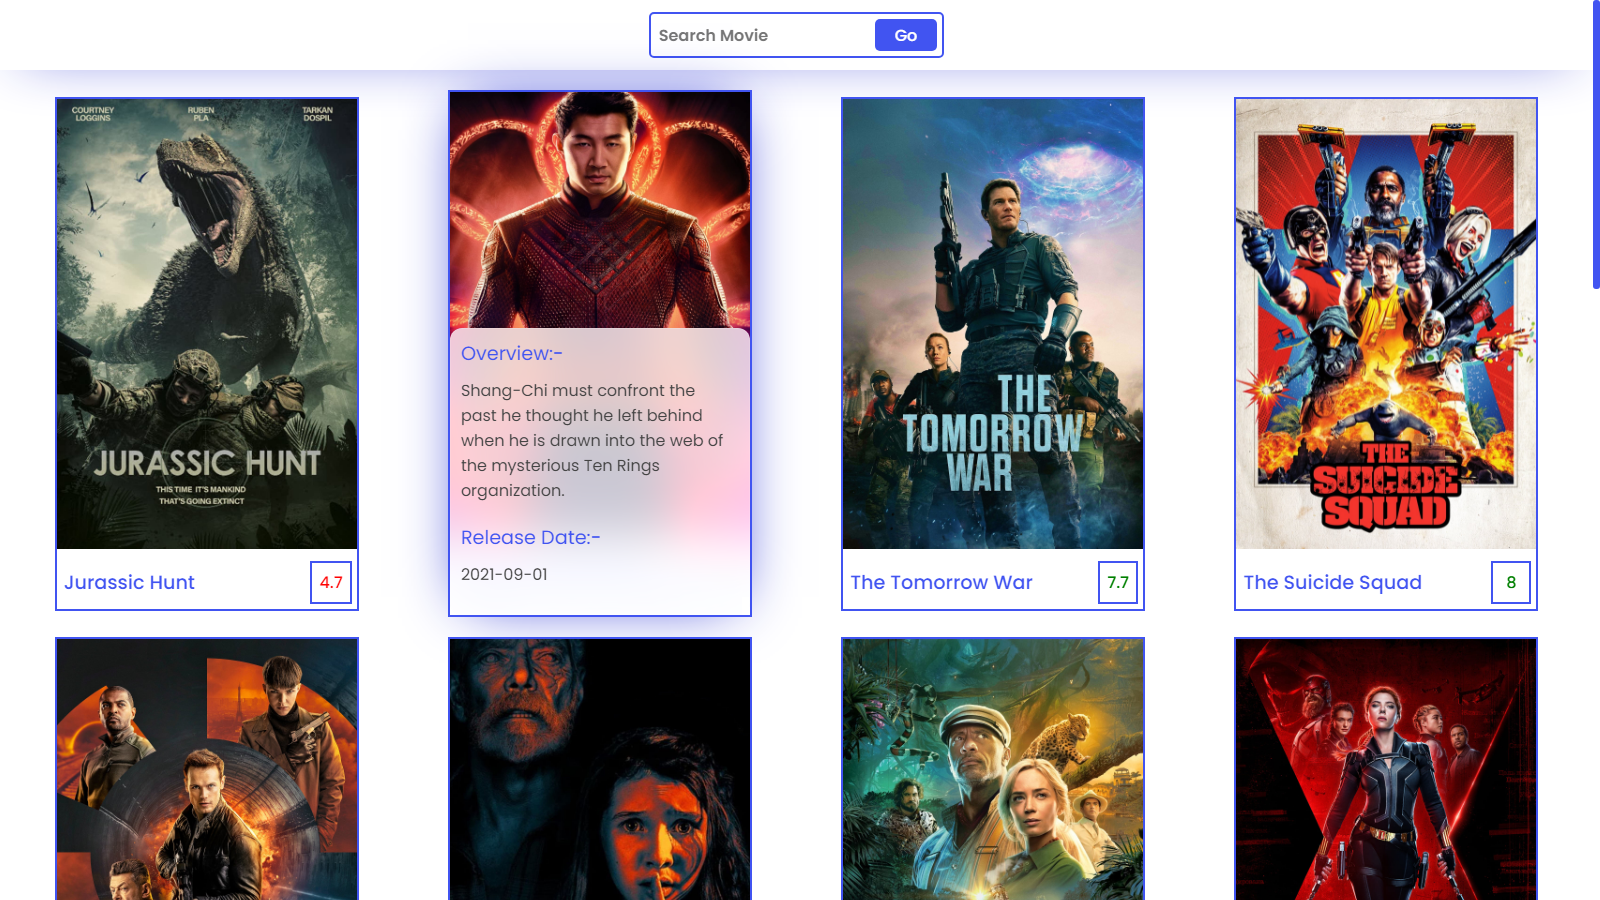 Search Movie
Go
COURTNEY
LOGGINS
RUBEN
PLA
TARKAN
DOSPIL
JURASSIC HUNT
THIS TIME IT'S MANKIND
THAT'S GOING EXTINCT
Jurassic Hunt
4.7
Overview:-
Shang-Chi must confront the
past he thought he left behind
when he is drawn into the web of
the mysterious Ten Rings
organization.
Release Date:-
2021-09-01
THE
TOMORROW
WAR
The Tomorrow War
7.7
THE
SUICIDE
SQUAD
The Suicide Squad
8